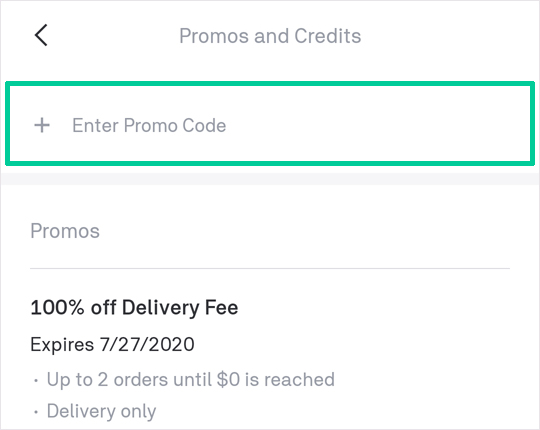 Promos and Credits
+ Enter Promo Code
Promos
100% off Delivery Fee
Expires 7/27/2020
· Up to 2 orders until $0 is reached
· Delivery only